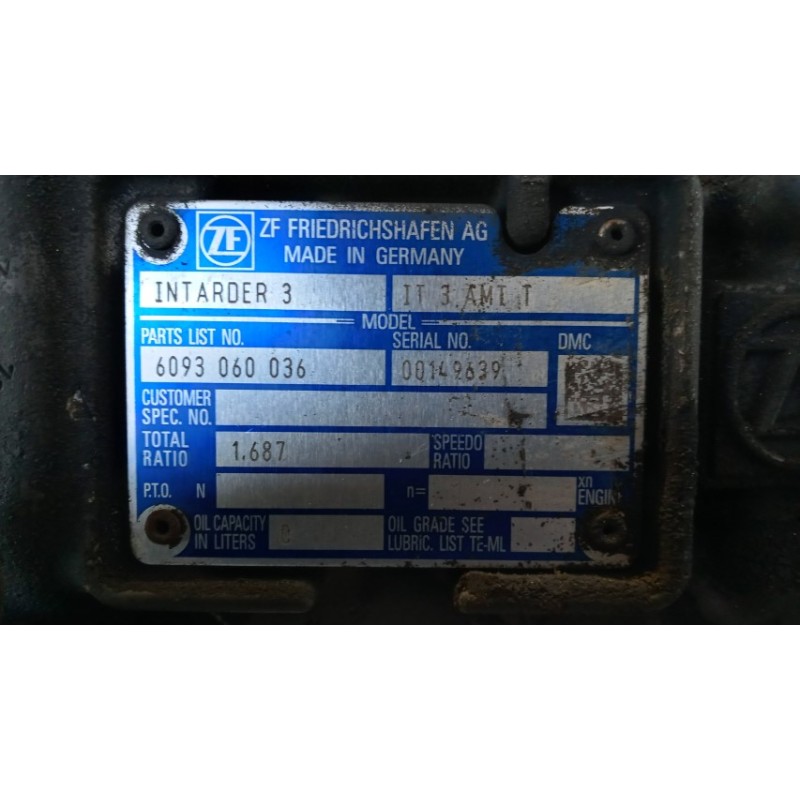 ZF
ZF FRIEDRICHSHAFEN AG
MADE IN GERMANY
INTARDER 3 IT 3 AMT T
MODEL
PARTS LIST NO. SERIAL NO. DMC
6093 060 036 00149639
CUSTOMER
SPEC. NO.
TOTAL
RATIO 1.687 SPEEDO
RATIO
P.T.O. N n= xn
ENGINE
OIL CAPACITY
IN LITERS OIL GRADE SEE
LUBRIC. LIST TE-ML
ZF